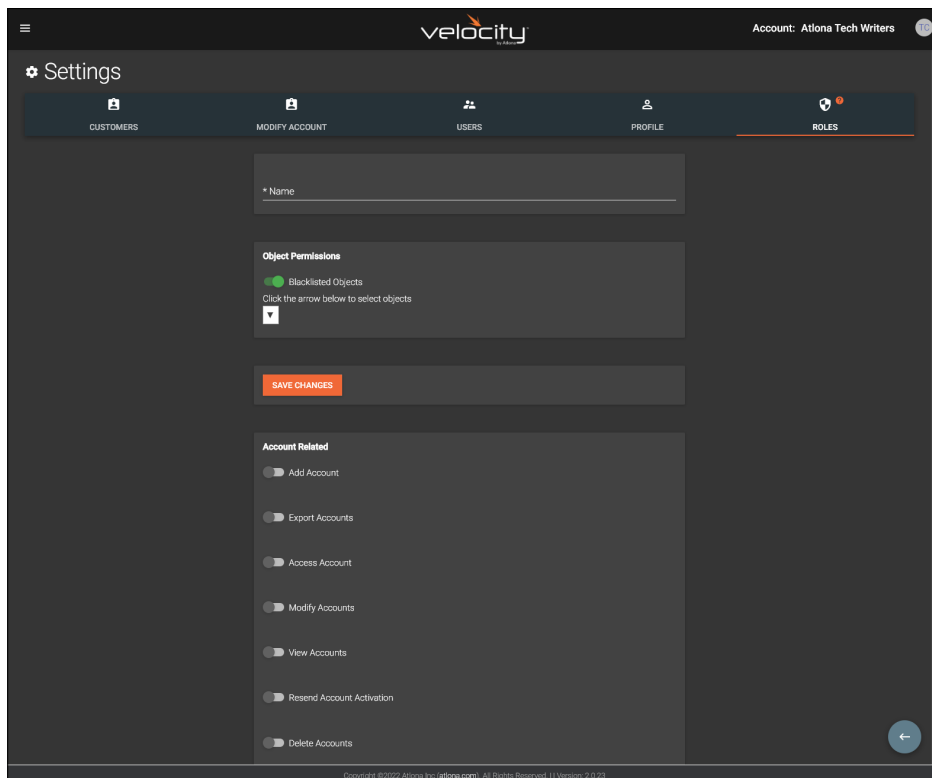 velocity
by Atlona
Account: Atlona Tech Writers
TC
Settings
CUSTOMERS
MODIFY ACCOUNT
USERS
PROFILE
?
ROLES
* Name
Object Permissions
Blacklisted Objects
Click the arrow below to select objects
SAVE CHANGES
Account Related
Add Account
Export Accounts
Access Account
Modify Accounts
View Accounts
Resend Account Activation
Delete Accounts
Copyright ©2022 Atlona Inc (atlona.com). All Rights Reserved. | | Version: 2.0.23